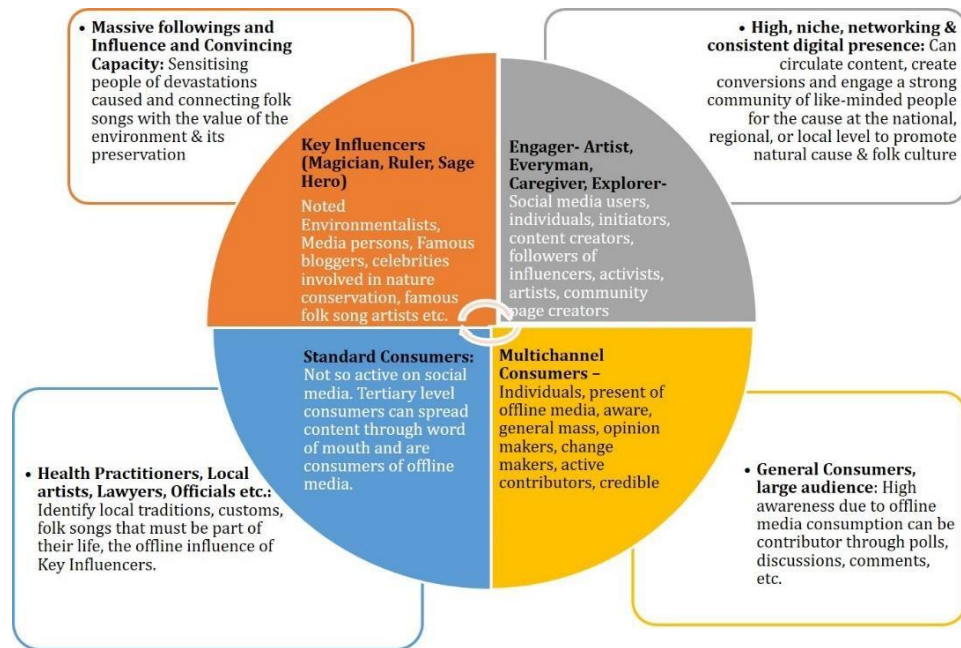 • Massive followings and
Influence and Convincing
Capacity: Sensitising
people of devastations
caused and connecting folk
songs with the value of the
environment & its
preservation
• High, niche, networking &
consistent digital presence: Can
circulate content, create
conversions and engage a strong
community of like-minded people
for the cause at the national,
regional, or local level to promote
natural cause & folk culture
Key Influencers
(Magician, Ruler, Sage
Hero)
Noted
Environmentalists,
Media persons, Famous
bloggers, celebrities
involved in nature
conservation, famous
folk song artists etc.
Engager- Artist,
Everyman,
Caregiver, Explorer-
Social media users,
individuals, initiators,
content creators,
followers of
influencers, activists,
artists, community
page creators
Standard Consumers:
Not so active on social
media. Tertiary level
consumers can spread
content through word
of mouth and are
consumers of offline
media.
Multichannel
Consumers –
Individuals, present of
offline media, aware,
general mass, opinion
makers, change
makers, active
contributors, credible
• Health Practitioners, Local
artists, Lawyers, Officials etc.:
Identify local traditions, customs,
folk songs that must be part of
their life, the offline influence of
Key Influencers.
• General Consumers,
large audience: High
awareness due to offline
media consumption can be
contributor through polls,
discussions, comments,
etc.